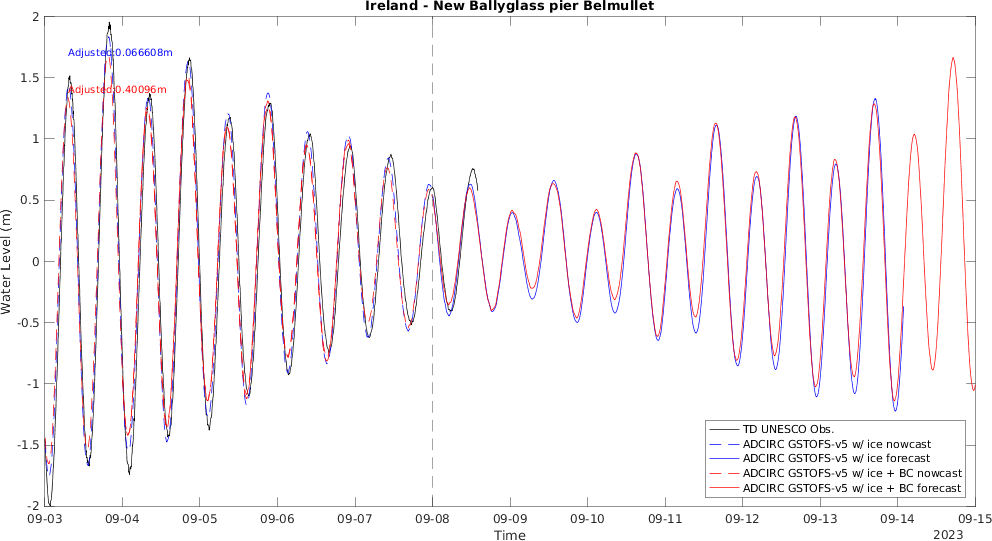 Ireland - New Ballyglass pier Belmullet
Adjusted:0.066608m
Adjusted:0.40096m
Water Level (m)
2
1.5
1
0.5
0
-0.5
-1
-1.5
-2
TD UNESCO Obs.
ADCIRC GSTOFS-v5 w/ ice nowcast
ADCIRC GSTOFS-v5 w/ ice forecast
ADCIRC GSTOFS-v5 w/ ice + BC nowcast
ADCIRC GSTOFS-v5 w/ ice + BC forecast
09-03 09-04 09-05 09-06 09-07 09-08 09-09 09-10 09-11 09-12 09-13 09-14 09-15
Time
2023